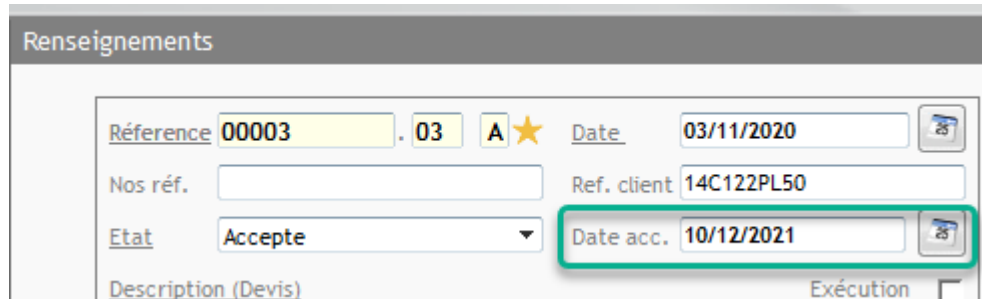 Renseignements
Réference 00003 . 03 A Date 03/11/2020
Nos réf. Ref. client 14C122PL50
Etat Accepte Date acc. 10/12/2021
Description (Devis) Exécution